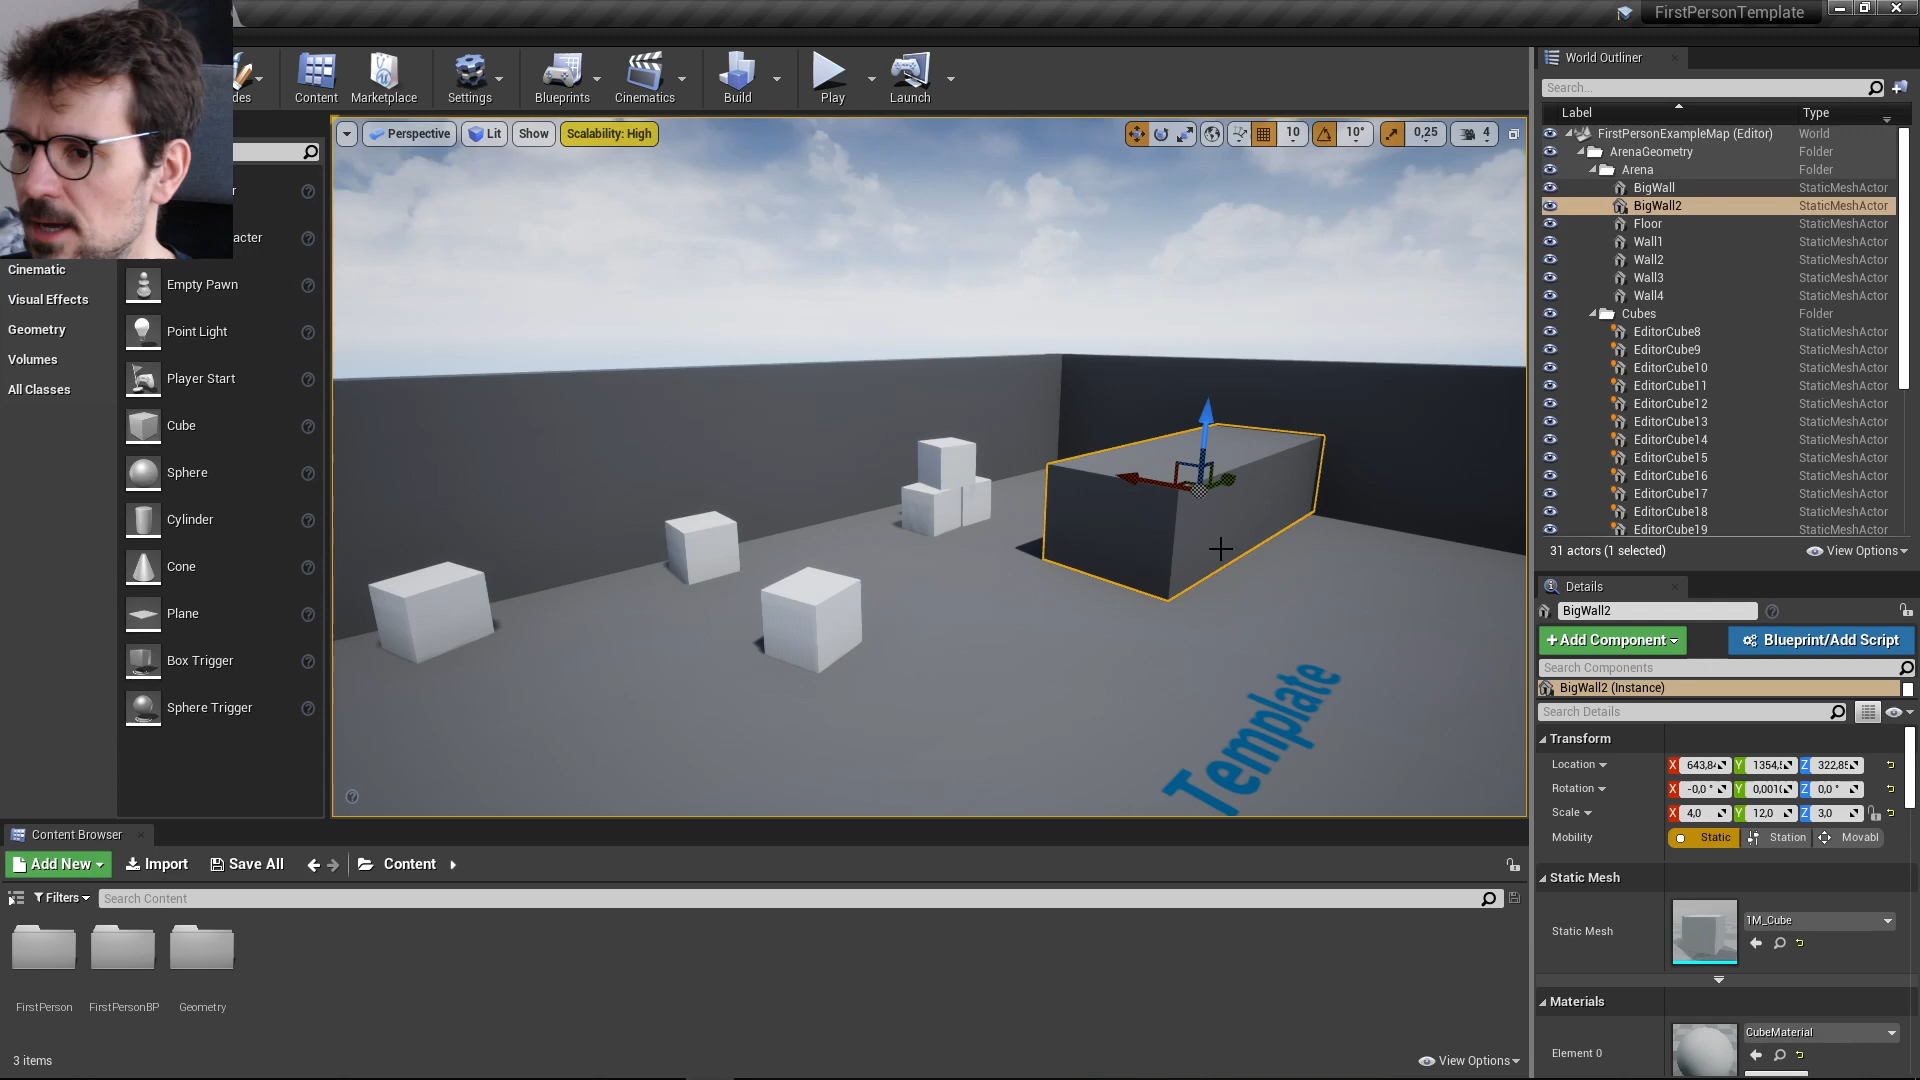 FirstPersonTemplate
des
Content
Marketplace
Settings
Blueprints
Cinematics
Build
Play
Launch
Perspective
Lit
Show
Scalability: High
10
10°
0,25
4
r
acter
Cinematic
Visual Effects
Geometry
Volumes
All Classes
Empty Pawn
Point Light
Player Start
Cube
Sphere
Cylinder
Cone
Plane
Box Trigger
Sphere Trigger
Template
World Outliner
Search...
Label Type
FirstPersonExampleMap (Editor) World
ArenaGeometry Folder
Arena Folder
BigWall StaticMeshActor
BigWall2 StaticMeshActor
Floor StaticMeshActor
Wall1 StaticMeshActor
Wall2 StaticMeshActor
Wall3 StaticMeshActor
Wall4 StaticMeshActor
Cubes Folder
EditorCube8 StaticMeshActor
EditorCube9 StaticMeshActor
EditorCube10 StaticMeshActor
EditorCube11 StaticMeshActor
EditorCube12 StaticMeshActor
EditorCube13 StaticMeshActor
EditorCube14 StaticMeshActor
EditorCube15 StaticMeshActor
EditorCube16 StaticMeshActor
EditorCube17 StaticMeshActor
EditorCube18 StaticMeshActor
EditorCube19 StaticMeshActor
31 actors (1 selected) View Options
Details
BigWall2
+Add Component Blueprint/Add Script
Search Components
BigWall2 (Instance)
Search Details
Transform
Location X 643,8 Y 1354, Z 322,85
Rotation X -0,0 ° Y 0,001 Z 0,0 °
Scale X 4,0 Y 12,0 Z 3,0
Mobility Static Station Movabl
Static Mesh
Static Mesh 1M_Cube
Materials
Element 0 CubeMaterial
Content Browser
Add New Import Save All Content
Filters Search Content
FirstPerson FirstPersonBP Geometry
3 items View Options